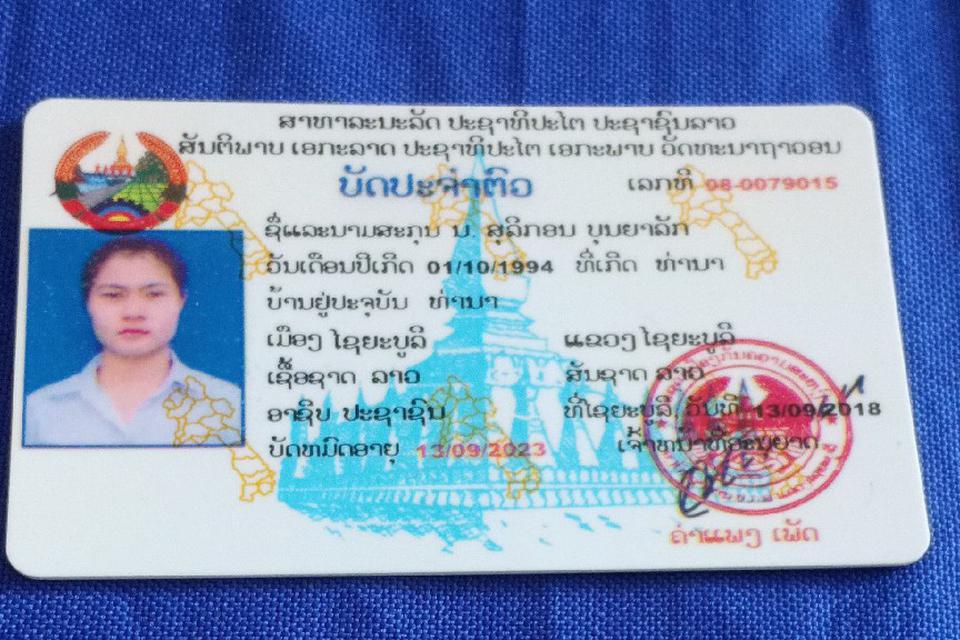 ສາທາລະນະລັດ ປະຊາທິປະໄຕ ປະຊາຊົນລາວ
ສັນຕິພາບ ເອກະລາດ ປະຊາທິປະໄຕ ເອກະພາບ ວັດທະນາຖາວອນ
ບັດປະຈຳຕົວ ເລກທີ 08-0079015
ຊື່ແລະນາມສະກຸນ ນ. ສຸລິກອນ ບຸນຍາລັກ
ວັນເດືອນປີເກີດ 01/10/1994 ທີ່ເກີດ ທ່ານາ
ບ້ານຢູ່ປະຈຸບັນ ທ່ານາ
ເມືອງ ໄຊຍະບູລີ ແຂວງ ໄຊຍະບູລີ
ເຊື້ອຊາດ ລາວ ສັນຊາດ ລາວ
ອາຊີບ ປະຊາຊົນ ທີ່ໄຊຍະບູລີ, ວັນທີ 13/09/2018
ບັດຫມົດອາຍຸ 13/09/2023 ເຈົ້າຫນ້າທີ່ອະນຸຍາດ
ຄຳແພງ ເພັດ